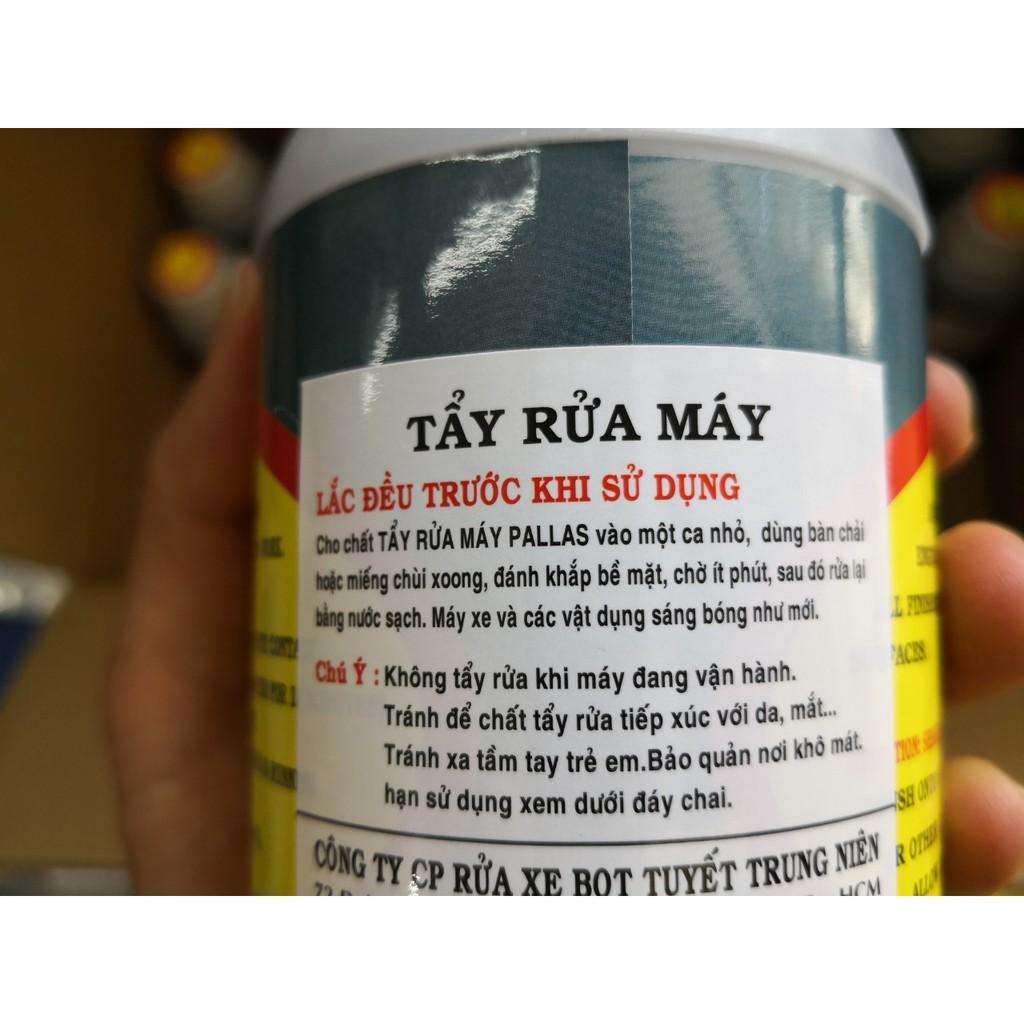 TẨY RỬA MÁY
LẮC ĐỀU TRƯỚC KHI SỬ DỤNG
Cho chất TẨY RỬA MÁY PALLAS vào một ca nhỏ, dùng bàn chải
hoặc miếng chùi xoong, đánh khắp bề mặt, chờ ít phút, sau đó rửa lại
bằng nước sạch. Máy xe và các vật dụng sáng bóng như mới.
Chú Ý : Không tẩy rửa khi máy đang vận hành.
Tránh để chất tẩy rửa tiếp xúc với da, mắt...
Tránh xa tầm tay trẻ em.Bảo quản nơi khô mát.
hạn sử dụng xem dưới đáy chai.
CÔNG TY CP RỬA XE BỌT TUYẾT TRUNG NIÊN
HCM
FACES.
OTHER